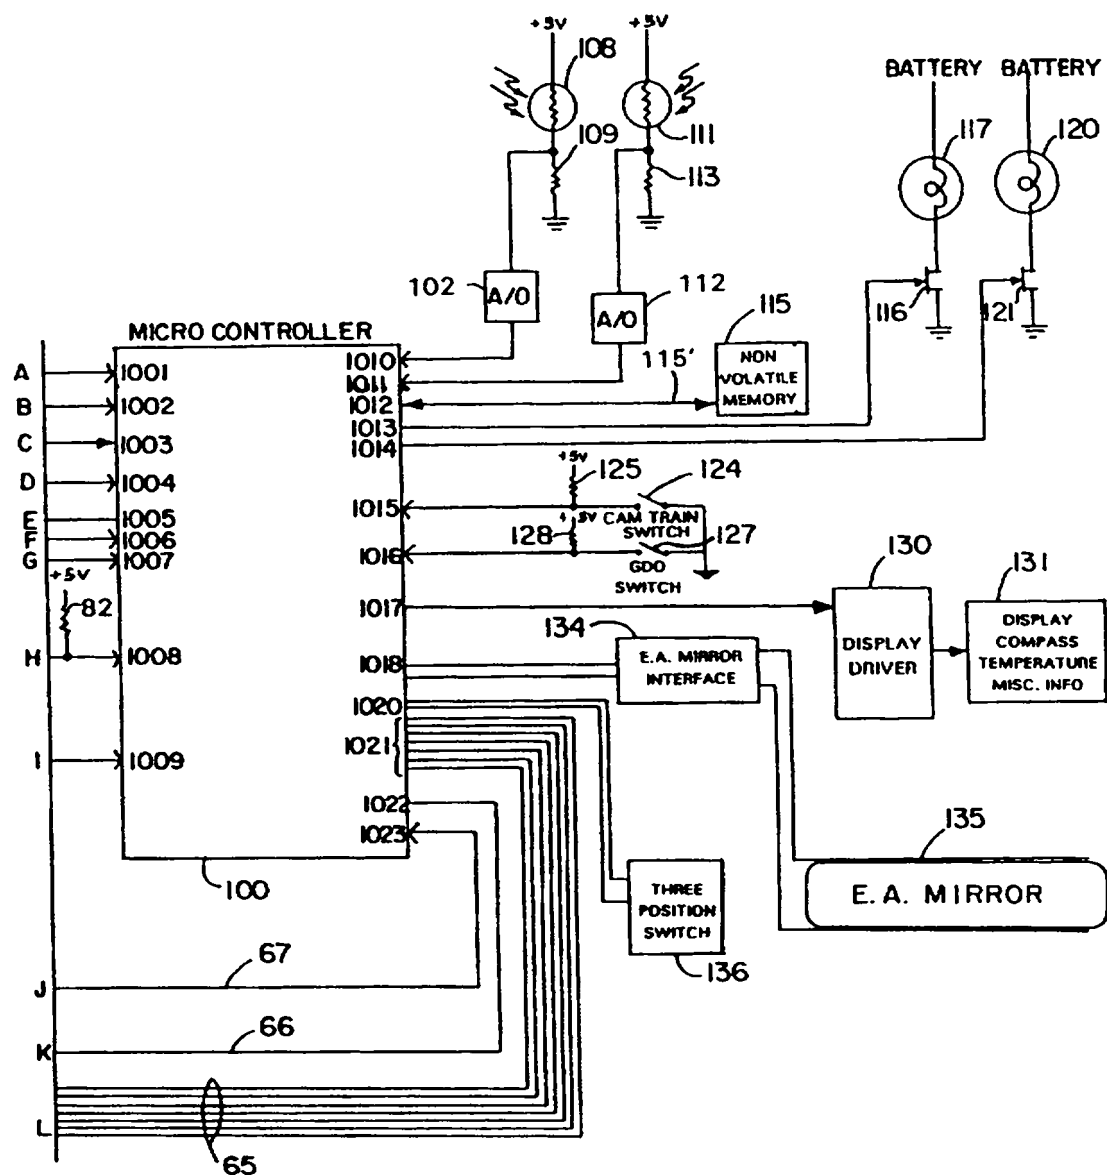 +5V
+5V
108
BATTERY BATTERY
109
111
117
120
113
102
A/O
112
A/O
116
121
MICRO CONTROLLER
115
NON
VOLATILE
MEMORY
115'
A
1001
1010
1011
B
1002
1012
1013
C
1003
1014
D
1004
+5V
125
124
E
1005
1015
F
1006
+5V
CAM TRAIN
SWITCH
G
1007
128
127
1016
GDO
SWITCH
+5V
82
1017
130
131
DISPLAY
DRIVER
DISPLAY
COMPASS
TEMPERATURE
MISC. INFO
134
E.A. MIRROR
INTERFACE
H
1008
1018
1020
1021
I
1009
1022
1023
100
135
E. A. MIRROR
THREE
POSITION
SWITCH
136
J
67
K
66
L
65